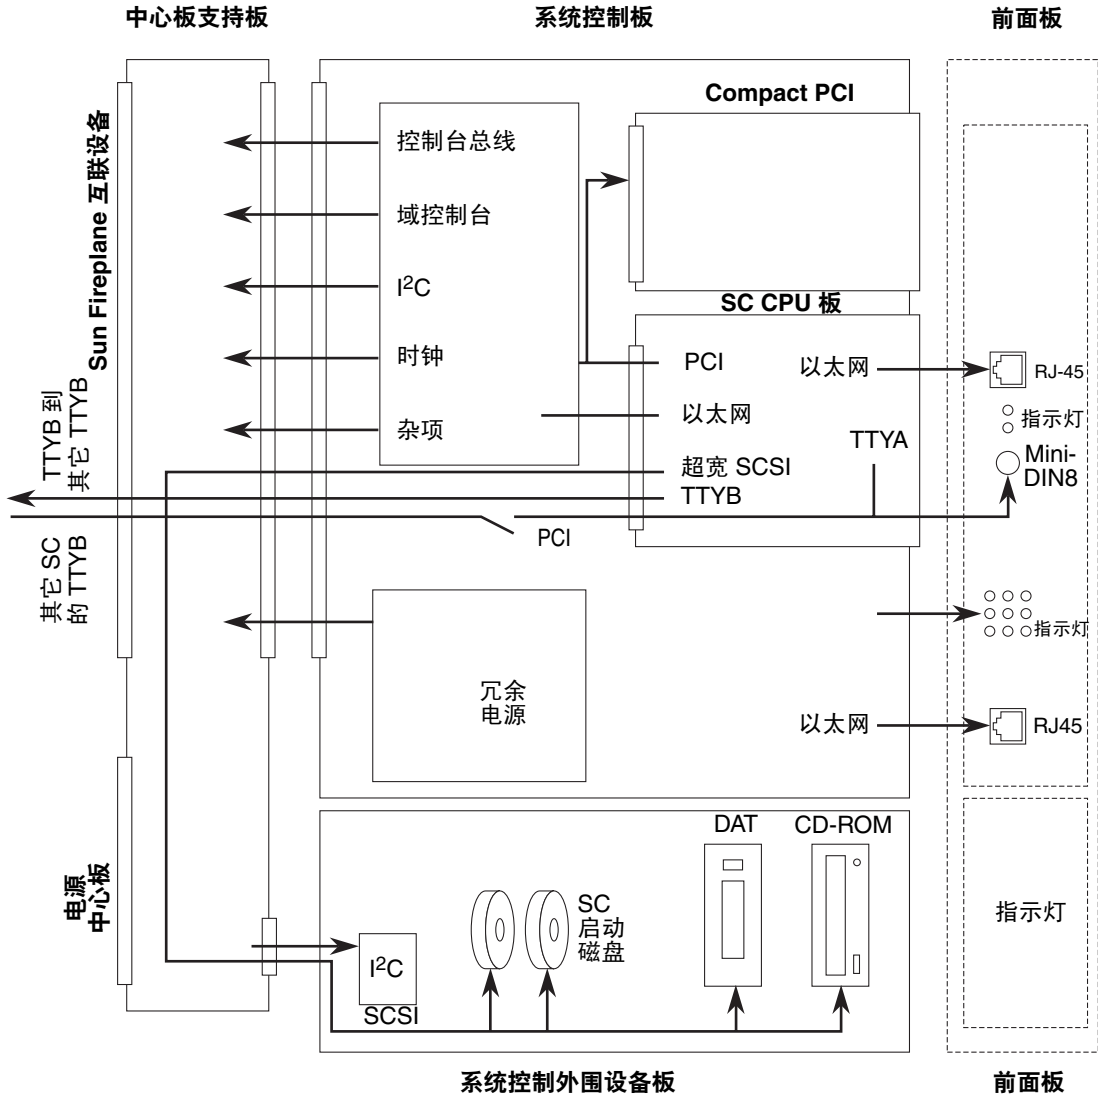 中心板支持板
系统控制板
前面板
Compact PCI
控制台总线
域控制台
I²C
时钟
杂项
Sun Fireplane 互联设备
SC CPU 板
PCI
以太网
RJ-45
以太网
指示灯
TTYA
Mini-
DIN8
超宽 SCSI
TTYB
TTYB 到
其它 TTYB
PCI
其它 SC
的 TTYB
指示灯
冗余
电源
以太网
RJ45
DAT
CD-ROM
电源
中心板
SC
启动
磁盘
指示灯
I²C
SCSI
系统控制外围设备板
前面板